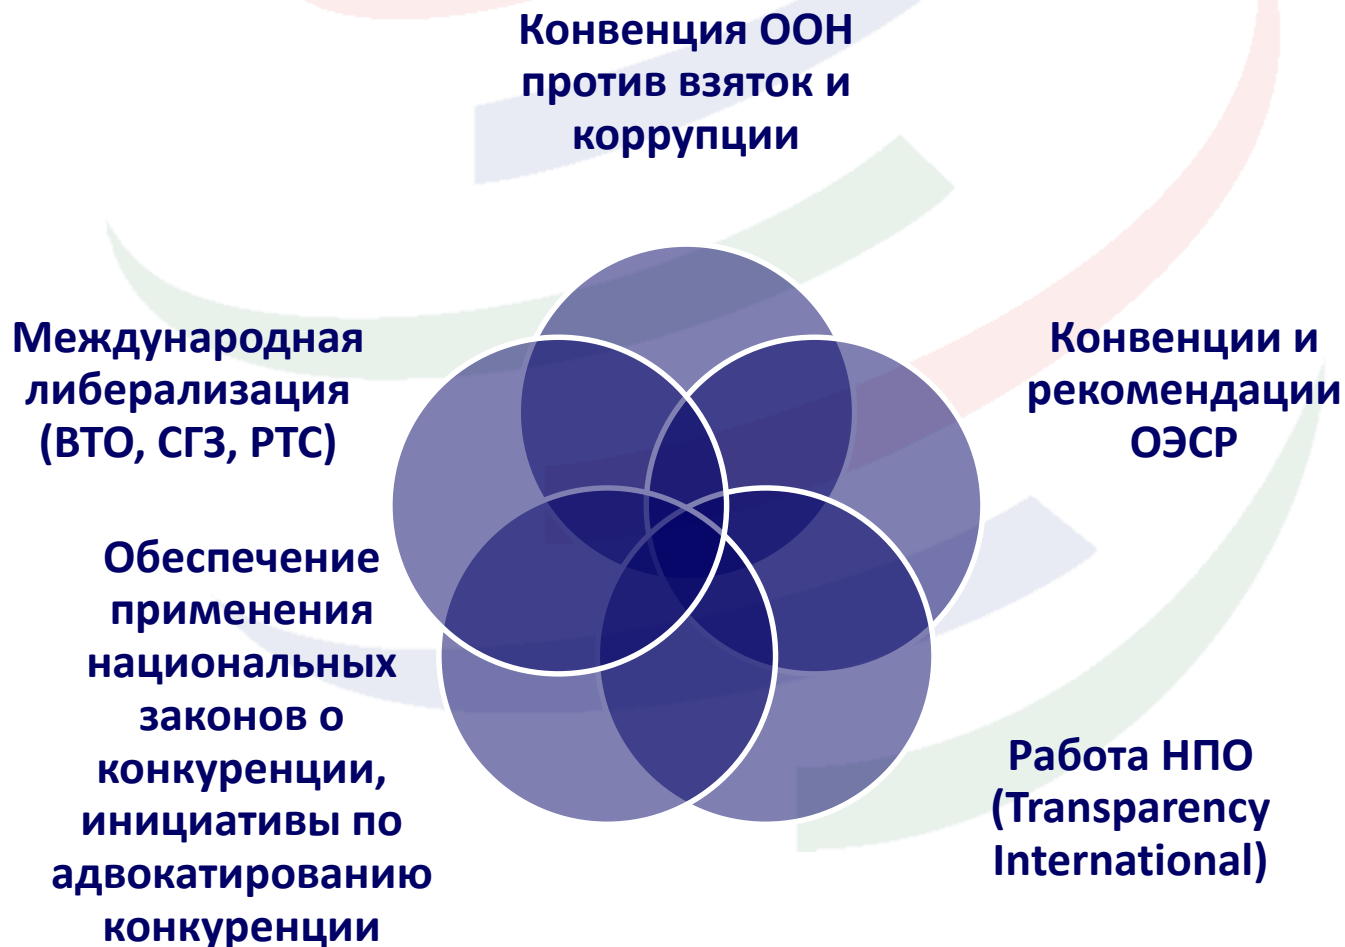 Конвенция ООН
против взяток и
коррупции
Международная
либерализация
(ВТО, СГЗ, РТС)
Конвенции и
рекомендации
ОЭСР
Обеспечение
применения
национальных
законов о
конкуренции,
инициативы по
адвокатированию
конкуренции
Работа НПО
(Transparency
International)